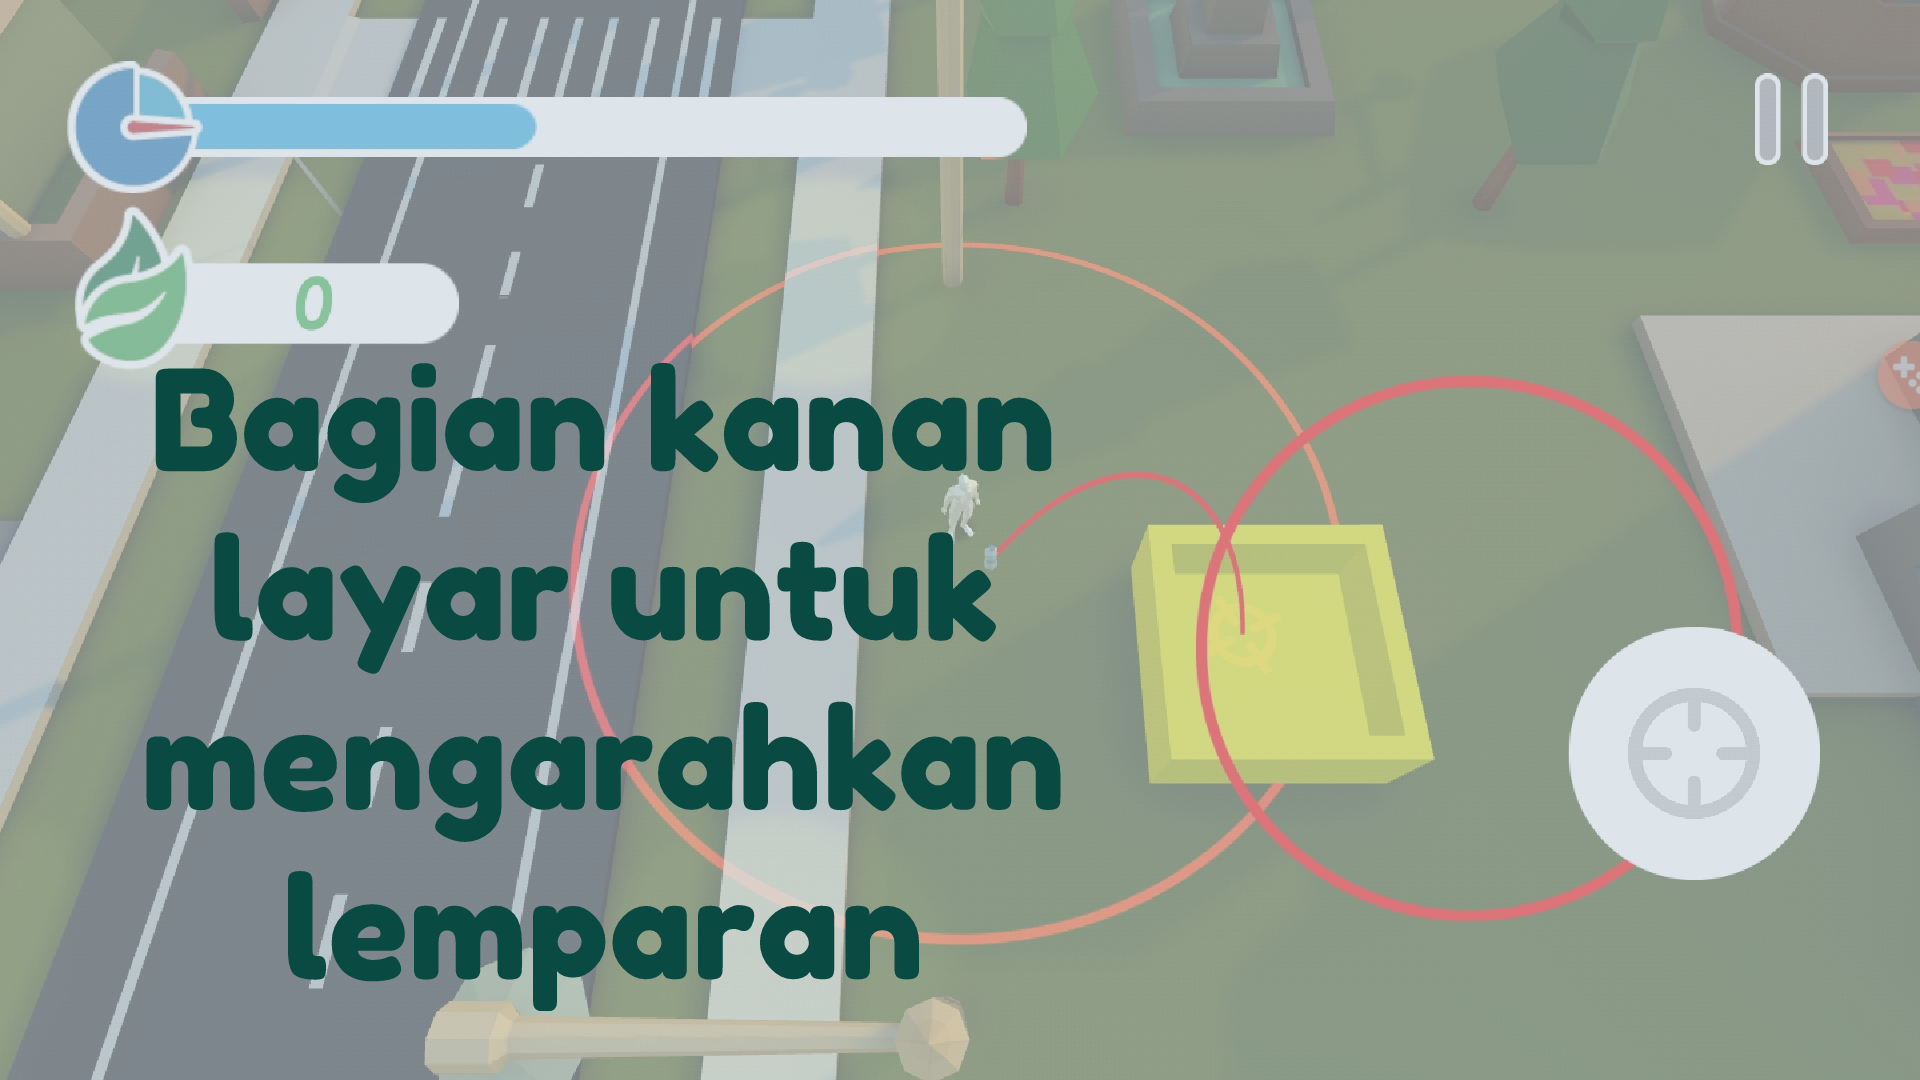 0
Bagian kanan
layar untuk
mengarahkan
lemparan